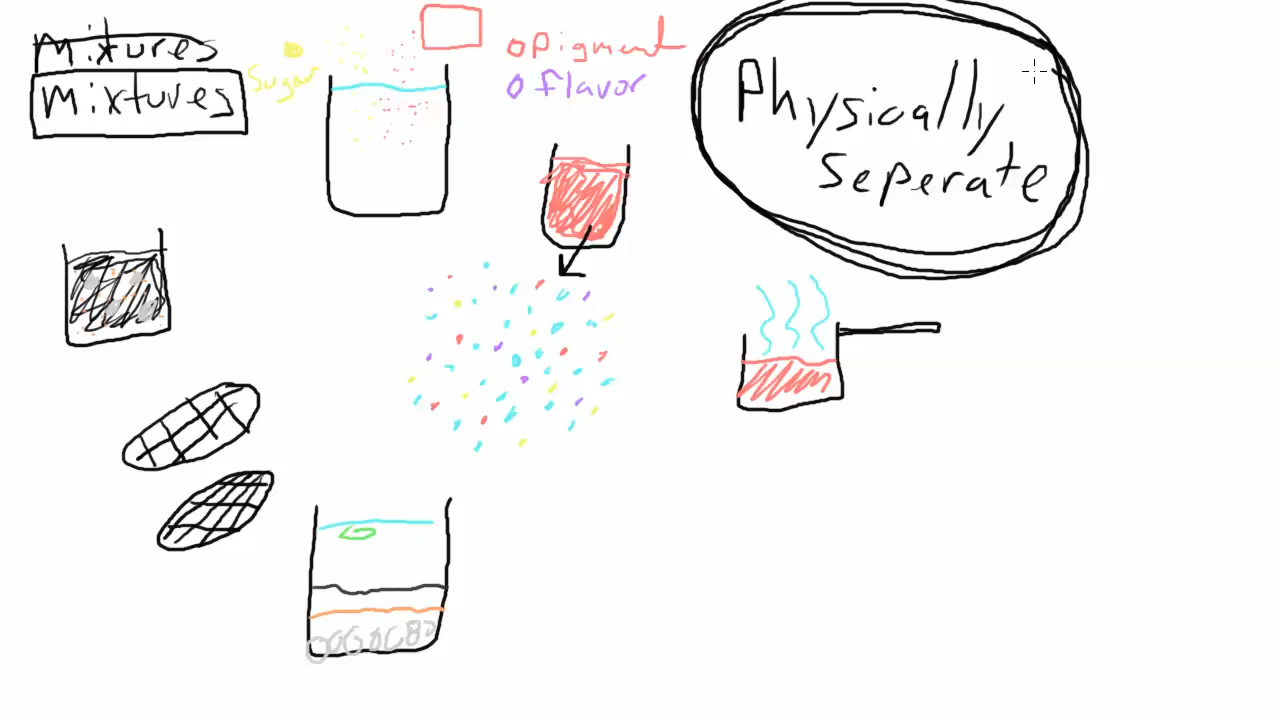 mixtures
mixtures
Sugar
Pigment
flavor
Physically
seperate